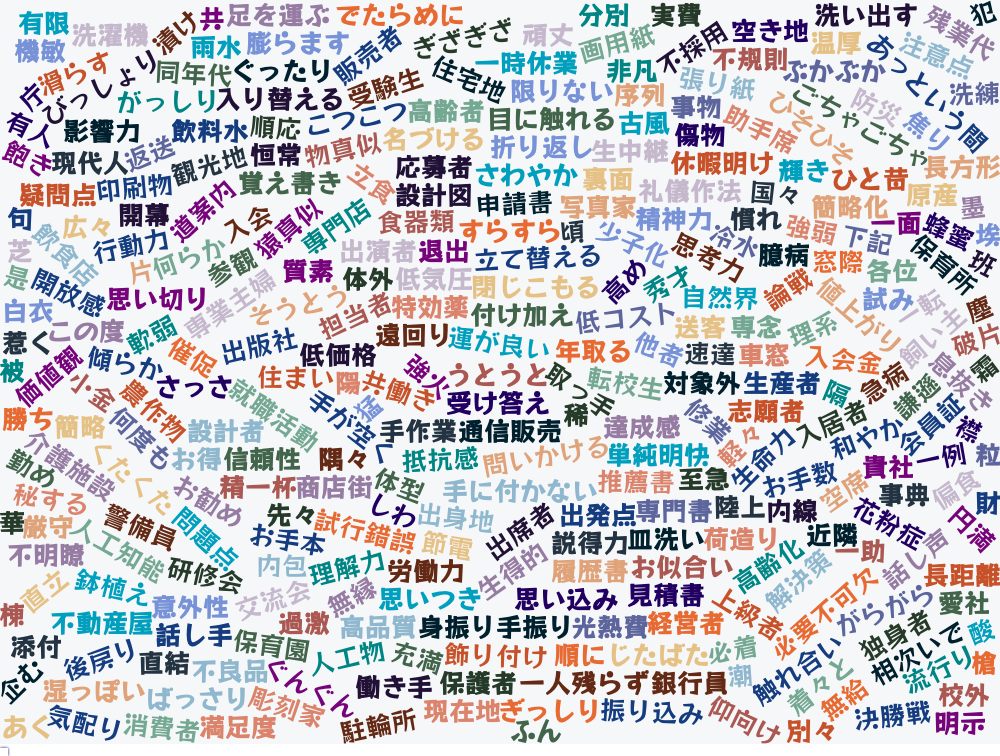 有限
洗濯機
漬け
共
足を運ぶ
でたらめに
分別
実費
洗い出す
残業代
犯
機敏
雨水
膨らます
販売者
ぎざぎざ
頑丈
画用紙
不採用
空き地
温厚
あっという間
注意点
庁
滑らす
びっしょり
同年代
ぐったり
受験生
住宅地
一時休業
非凡
不規則
ぷかぷか
張り紙
洗練
がっしり
入り替える
こつこつ
高齢者
限りない
序列
事物
ひそひそ
ごちゃごちゃ
防災
焦り
有人
影響力
飲料水
順応
名づける
目に触れる
古風
傷物
助手席
飽き
現代人
返送
観光地
恒常
物真似
折り返し
生中継
休暇明け
輝き
長方形
疑問点
印刷物
覚え書き
立食
応募者
設計図
さわやか
裏面
礼儀作法
国々
ひと昔
原産
墨
句
広々
開幕
道案内
入会
猿真似
専門店
食器類
申請書
写真家
精神力
慣れ
簡略化
一面
蜂蜜
埃
芝
飲食店
行動力
片
何らか
参観
出演者
退出
すらすら
頃
少子化
冷水
強弱
下記
保育所
班
是
開放感
質素
体外
低気圧
立て替える
高め
思考力
臆病
窓際
各位
白衣
思い切り
専業主婦
そうとう
担当者
特効薬
閉じこもる
秀才
自然界
論戦
値上がり
試み
転生
塵
惹く
この度
軟弱
出版社
遠回り
付け加え
低コスト
送客
専念
理系
飼い主
破片
被
価値観
傾らか
催促
低価格
運が良い
年取る
他者
速達
車窓
入会金
息抜き
霜
小金
農作物
さっさ
住まい
陽
共働き
強火
うとうと
取っ手
転校生
対象外
生産者
隔
急病
謙遜
勝ち
簡略
何度も
就職活動
手が空く
受け答え
稀
修業
志願者
入居者
会員証
襟
設計者
手作業
通信販売
達成感
軽々
生命力
和やか
介護施設
くたくた
お得
信頼性
隅々
抵抗感
問いかける
単純明快
お手数
貴社
一例
粒
勤め
お勧め
精一杯
商店街
体型
手に付かない
推薦書
至急
空席
事典
偏食
財
秘する
警備員
問題点
先々
しわ
出身地
出席者
出発点
専門書
陸上
内線
花粉症
円満
華
厳守
人工知能
お手本
試行錯誤
節電
説得力
皿洗い
荷造り
近隣
一助
話し声
不明瞭
研修会
内包
理解力
労働力
生得的
履歴書
お似合い
高齢化
解決策
長距離
直立
鉢植え
意外性
交流会
無縁
思いつき
思い込み
見積書
上級者
必要不可欠
がらがら
愛社
棟
不動産屋
話し手
過激
高品質
身振り手振り
光熱費
経営者
独身者
酸
添付
後戻り
直結
保育園
人工物
充満
飾り付け
順に
じたばた
必着
触れ合い
相次いで
流行り
槍
企む
湿っぽい
不良品
ぐんぐん
働き手
保護者
一人残らず
銀行員
潮
着々と
無給
校外
あく
気配り
ばっさり
彫刻家
現在地
ぎっしり
振り込み
仰向け
別々
決勝戦
明示
消費者
満足度
駐輪所
ふん